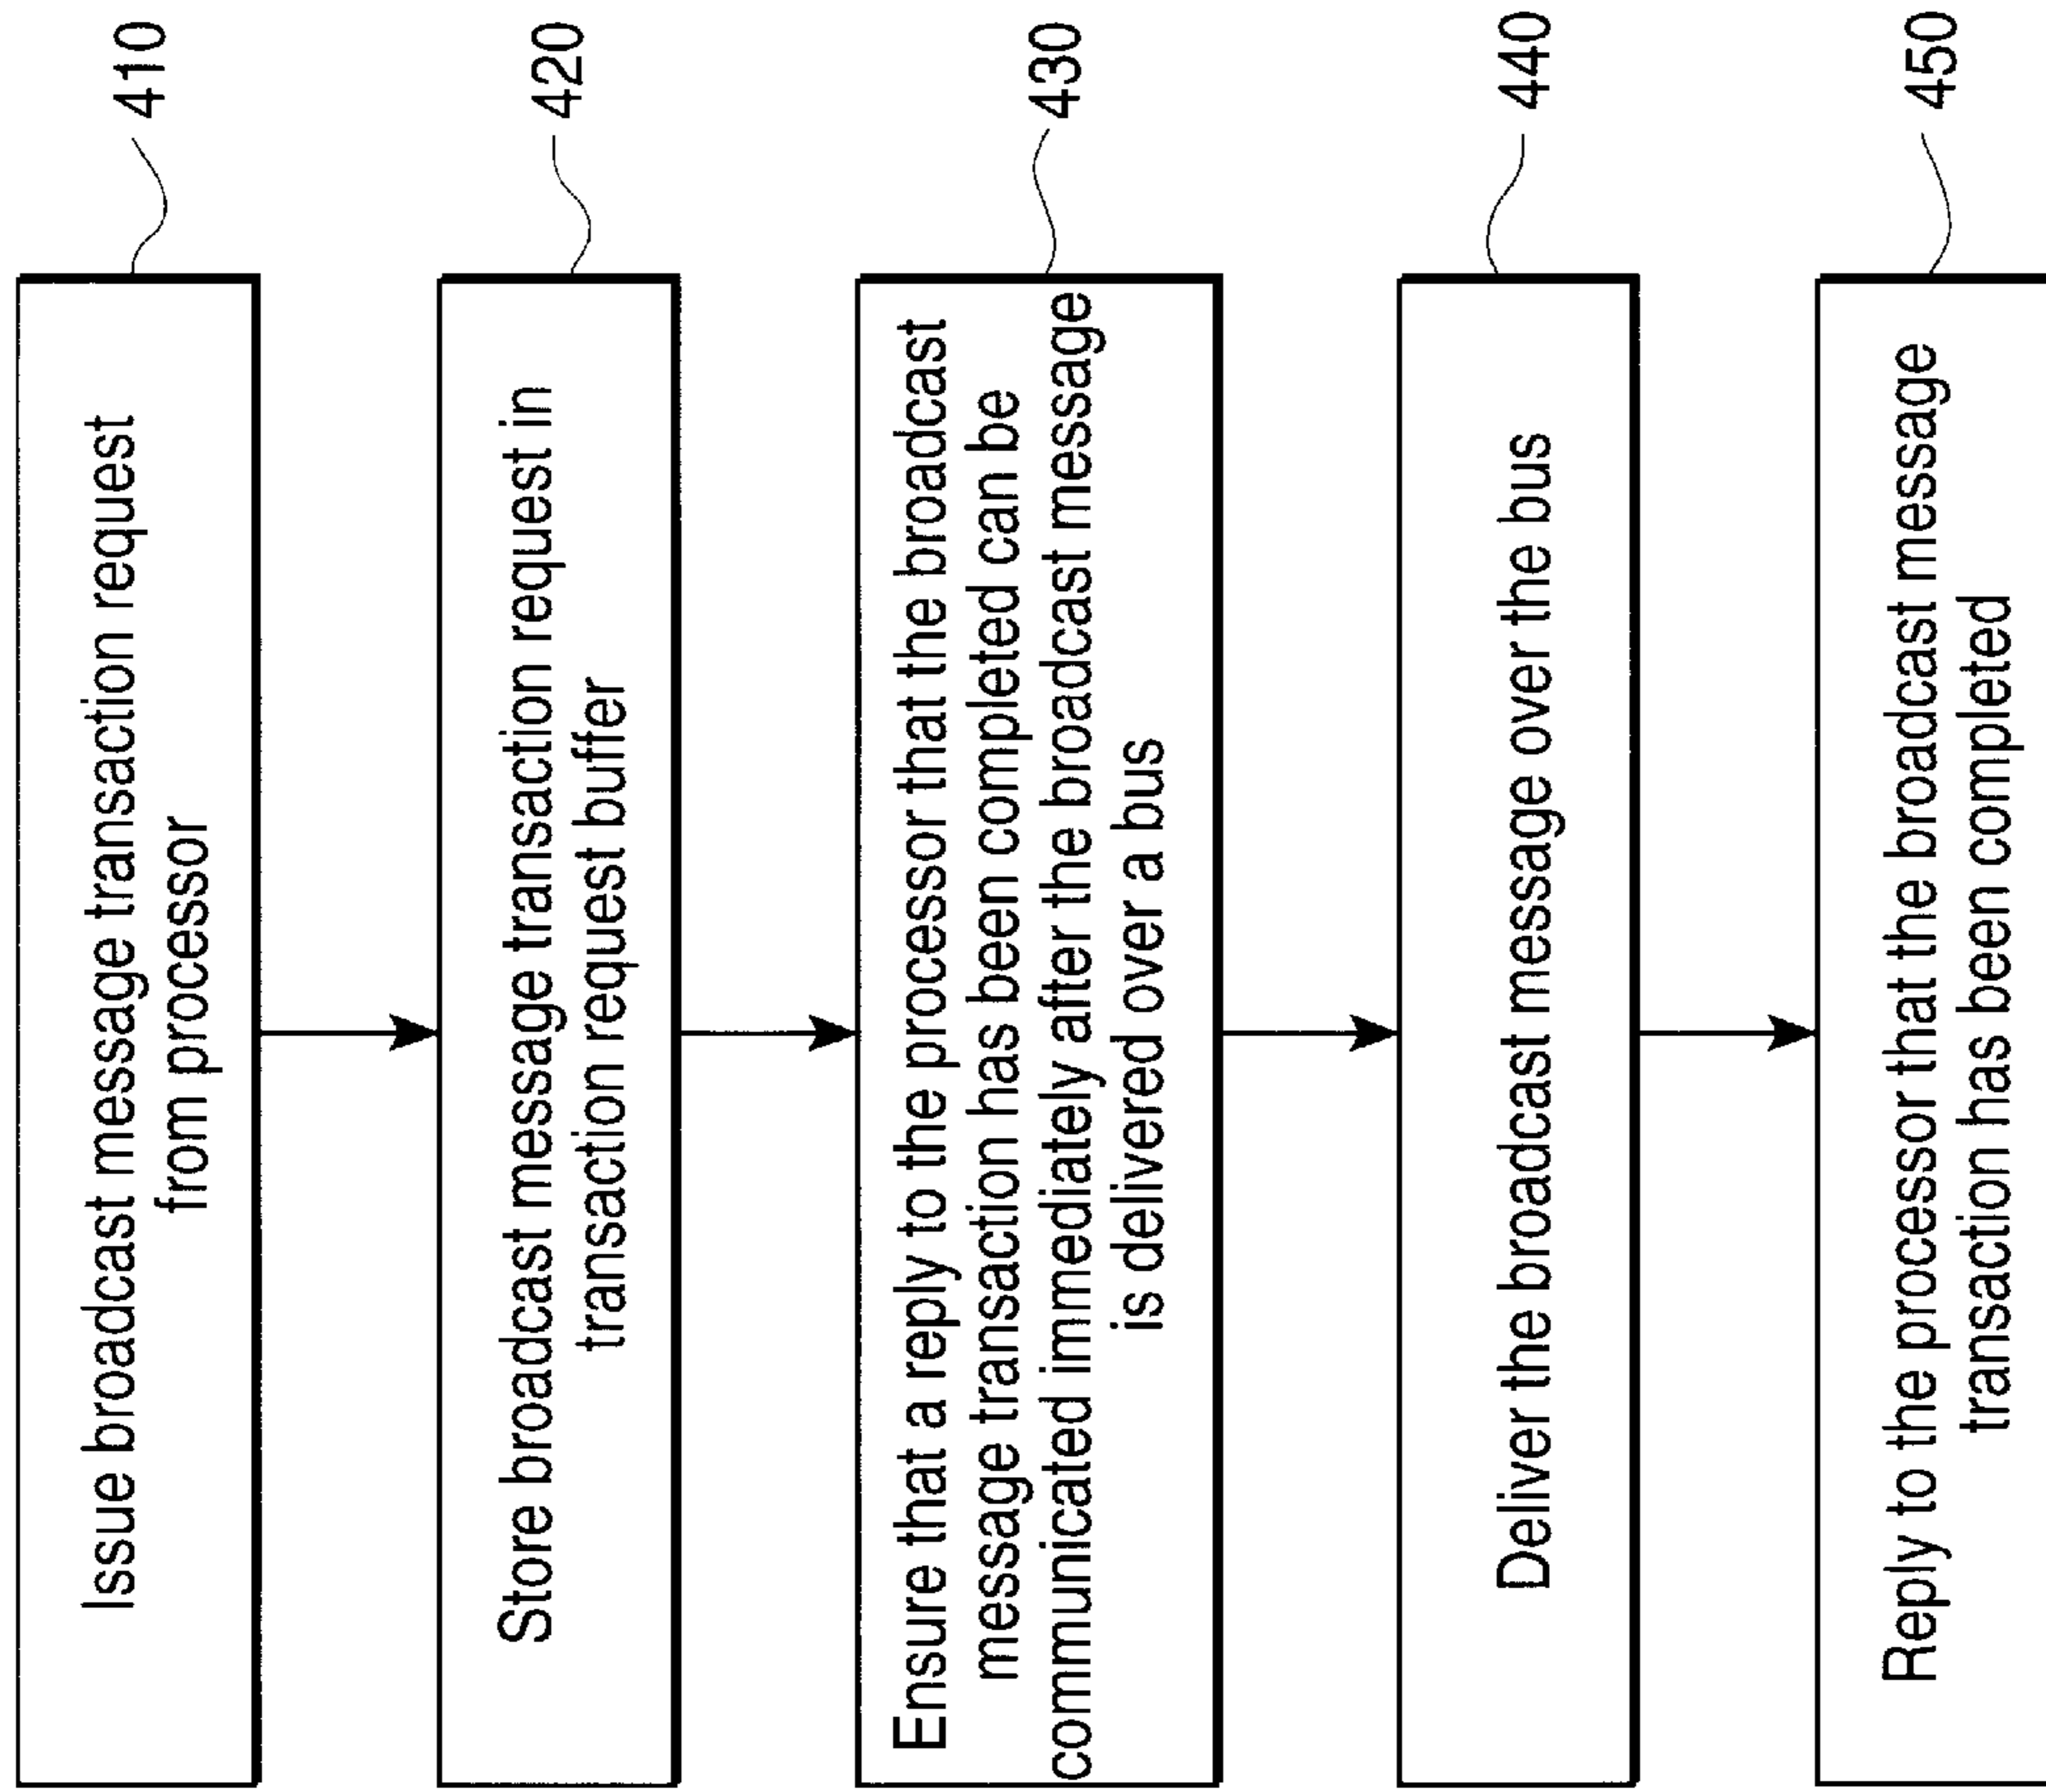 Issue broadcast message transaction request
from processor
410
Store broadcast message transaction request in
transaction request buffer
420
Ensure that a reply to the processor that the broadcast
message transaction has been completed can be
communicated immediately after the broadcast message
is delivered over a bus
430
Deliver the broadcast message over the bus
440
Reply to the processor that the broadcast message
transaction has been completed
450